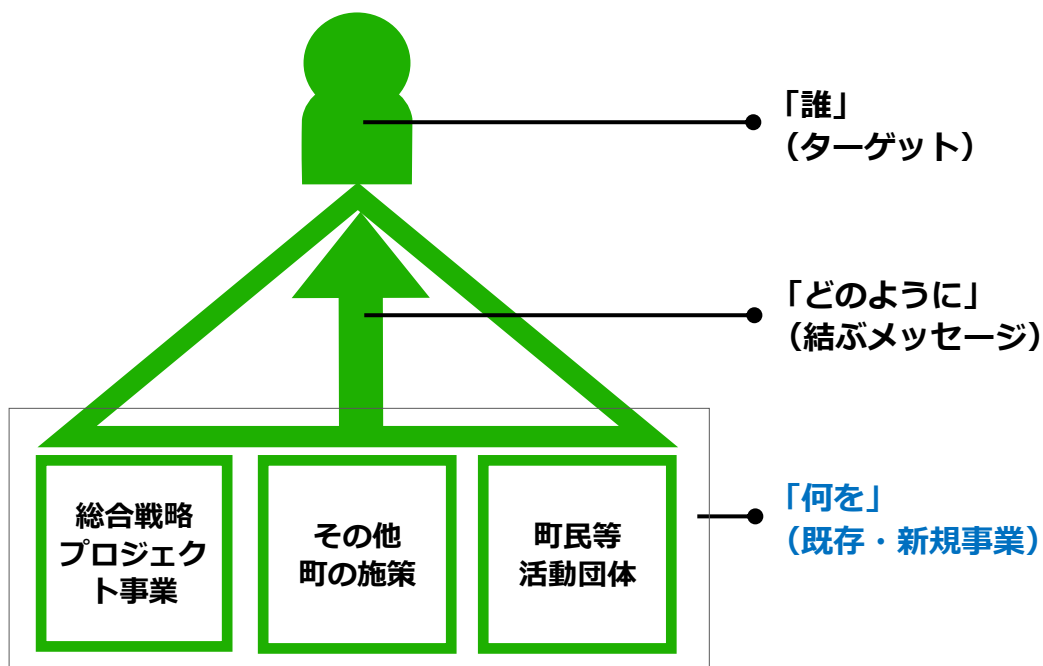 「誰」
（ターゲット）
「どのように」
（結ぶメッセージ）
総合戦略
プロジェク
ト事業
その他
町の施策
町民等
活動団体
「何を」
（既存・新規事業）